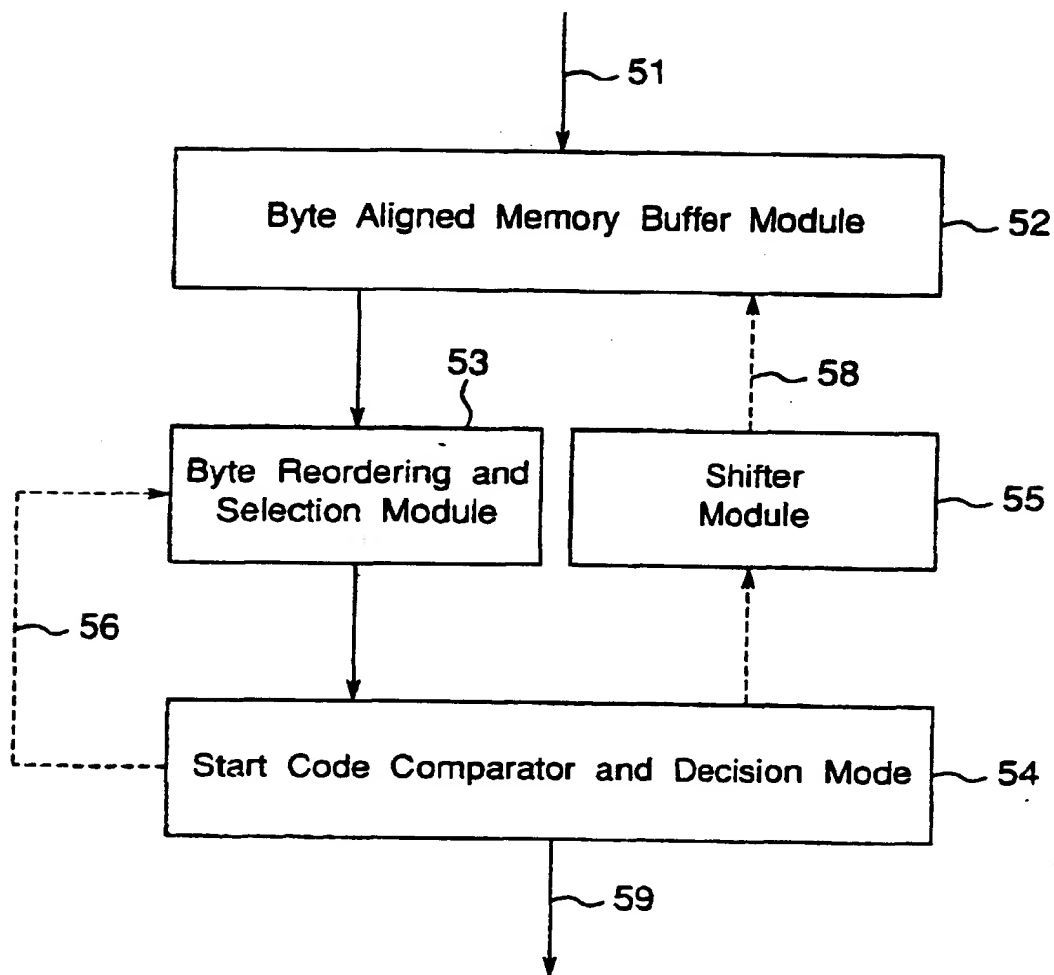 51
Byte Aligned Memory Buffer Module
52
53
58
Byte Reordering and
Selection Module
Shifter
Module
55
56
Start Code Comparator and Decision Mode
54
59